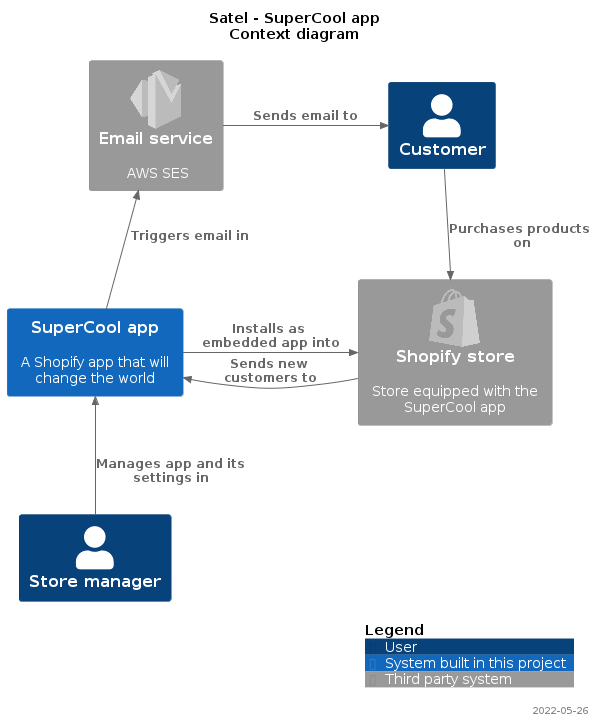 Satel - SuperCool app
Context diagram
Email service
AWS SES
Sends email to
Customer
Triggers email in
Purchases products
on
SuperCool app
A Shopify app that will
change the world
Installs as
embedded app into
Sends new
customers to
Shopify store
Store equipped with the
SuperCool app
Manages app and its
settings in
Store manager
Legend
User
System built in this project
Third party system
2022-05-26